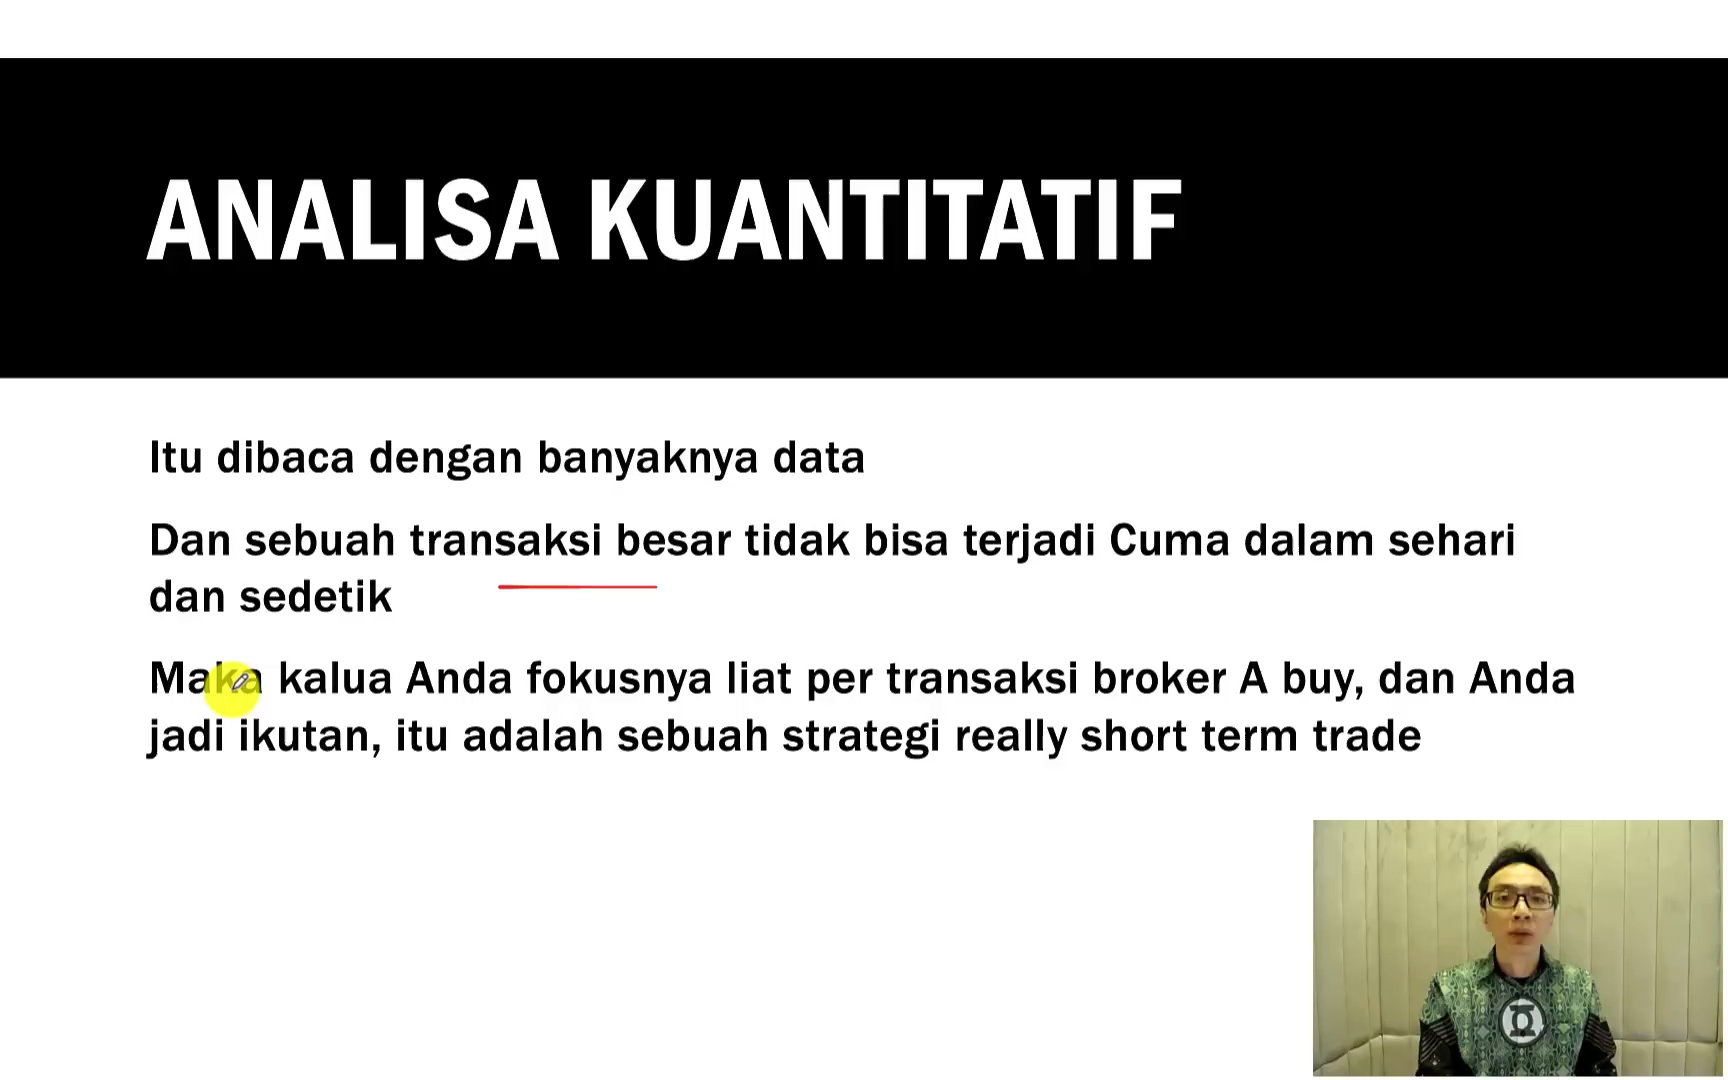 ANALISA KUANTITATIF
Itu dibaca dengan banyaknya data
Dan sebuah transaksi besar tidak bisa terjadi Cuma dalam sehari
dan sedetik
Maka kalua Anda fokusnya liat per transaksi broker A buy, dan Anda
jadi ikutan, itu adalah sebuah strategi really short term trade